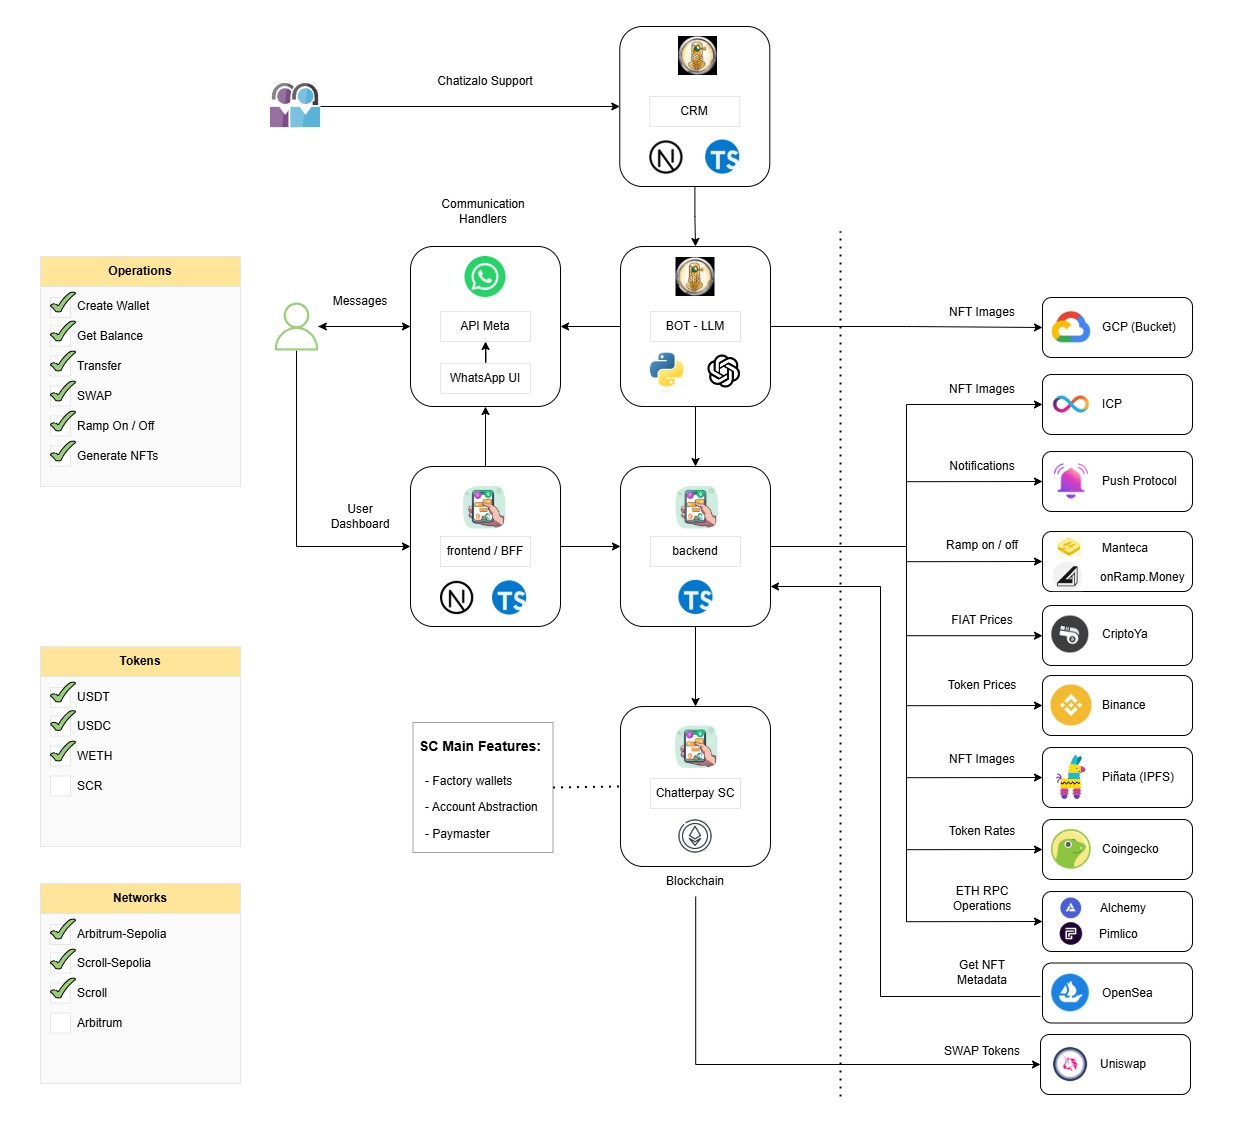 Chatizalo Support
CRM
TS
Communication
Handlers
Operations
Create Wallet
Get Balance
Transfer
SWAP
Ramp On / Off
Generate NFTs
Messages
API Meta
WhatsApp UI
BOT - LLM
User
Dashboard
frontend / BFF
TS
backend
TS
NFT Images
GCP (Bucket)
NFT Images
ICP
Notifications
Push Protocol
Ramp on / off
Manteca
onRamp.Money
FIAT Prices
CriptoYa
Token Prices
Binance
NFT Images
Piñata (IPFS)
Token Rates
Coingecko
ETH RPC
Operations
Alchemy
Pimlico
Get NFT
Metadata
OpenSea
SWAP Tokens
Uniswap
Tokens
USDT
USDC
WETH
SCR
SC Main Features:
- Factory wallets
- Account Abstraction
- Paymaster
Chatterpay SC
Blockchain
Networks
Arbitrum-Sepolia
Scroll-Sepolia
Scroll
Arbitrum